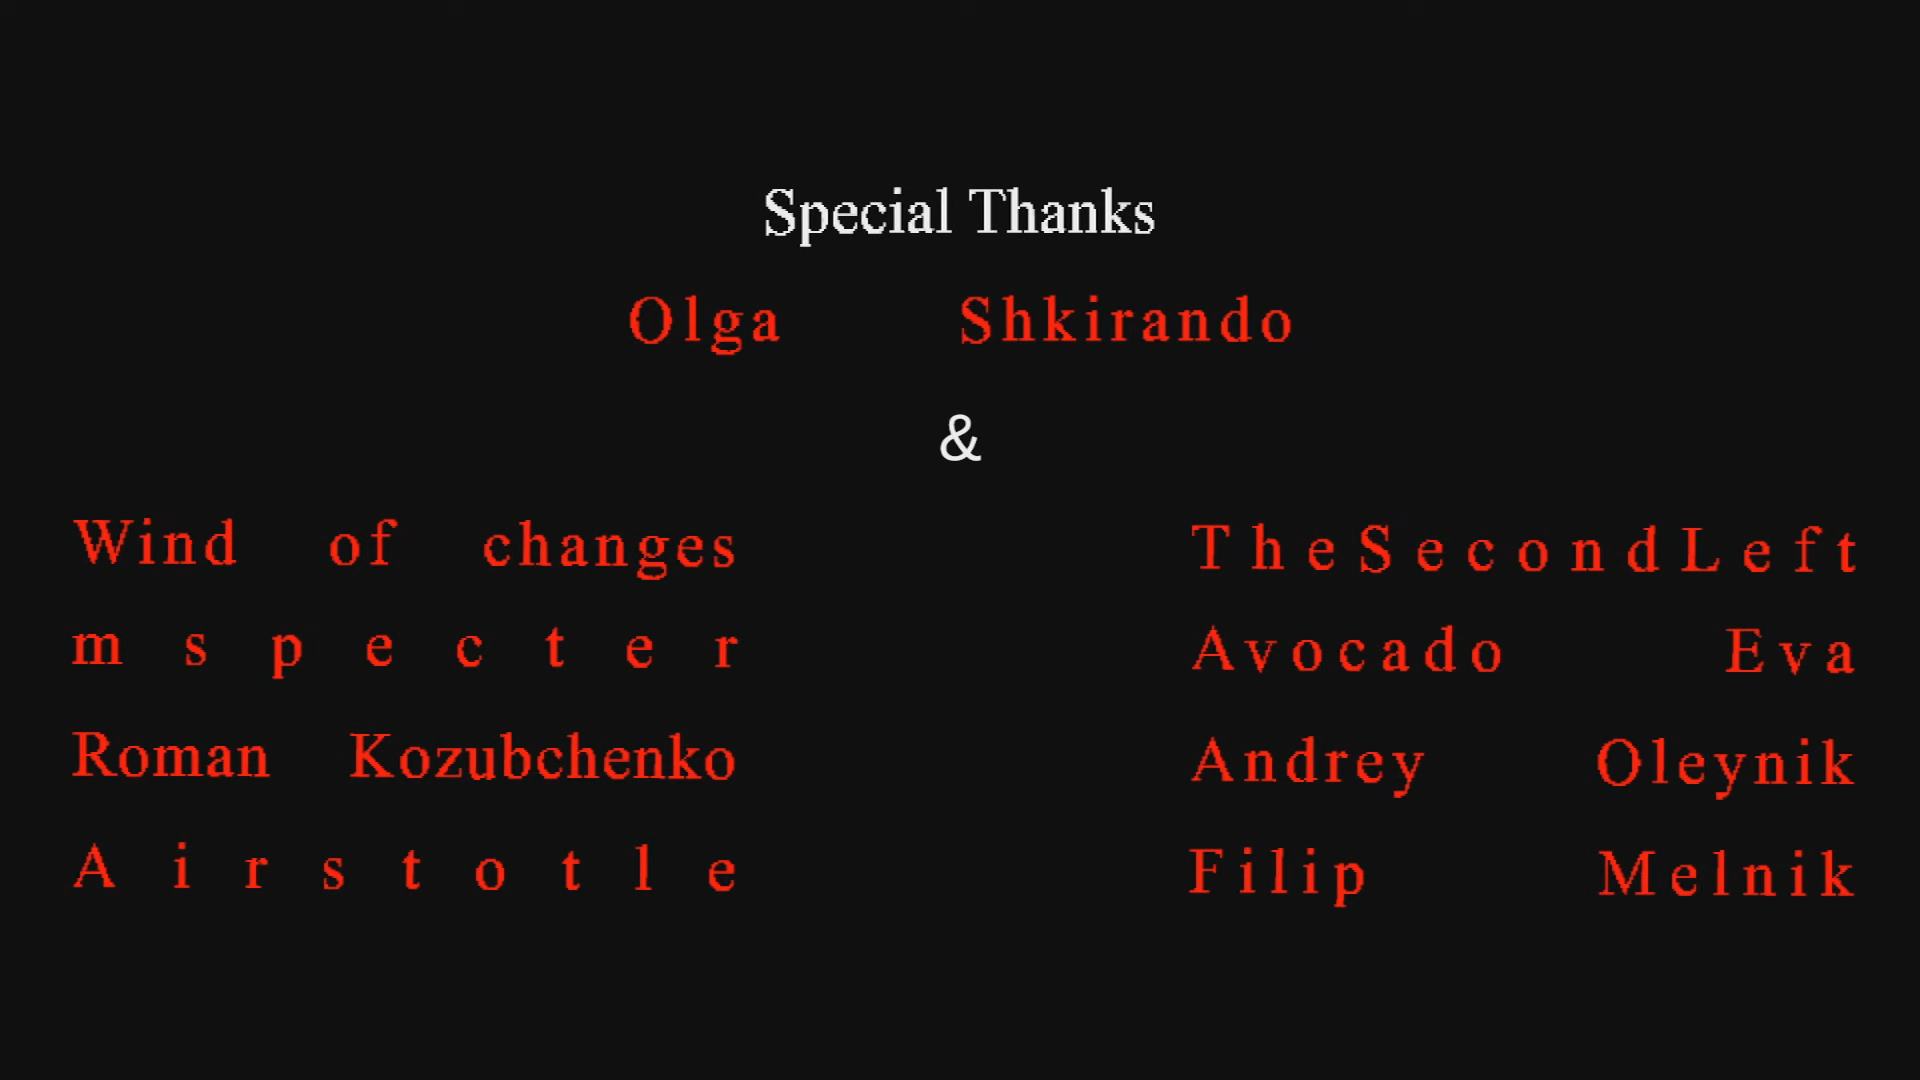 Special Thanks
Olga Shkirando
&
Wind of changes
TheSecondLeft
mspecter
Avocado Eva
Roman Kozubchenko
Andrey Oleynik
Airstotle
Filip Melnik